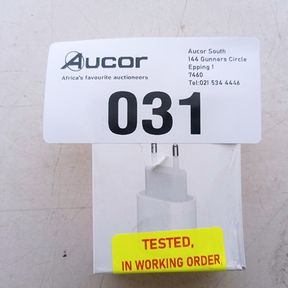 Aucor
Africa's favourite auctioneers
Aucor South
144 Gunners Circle
Epping 1
7460
Tel:021 534 4446
031
TESTED,
IN WORKING ORDER